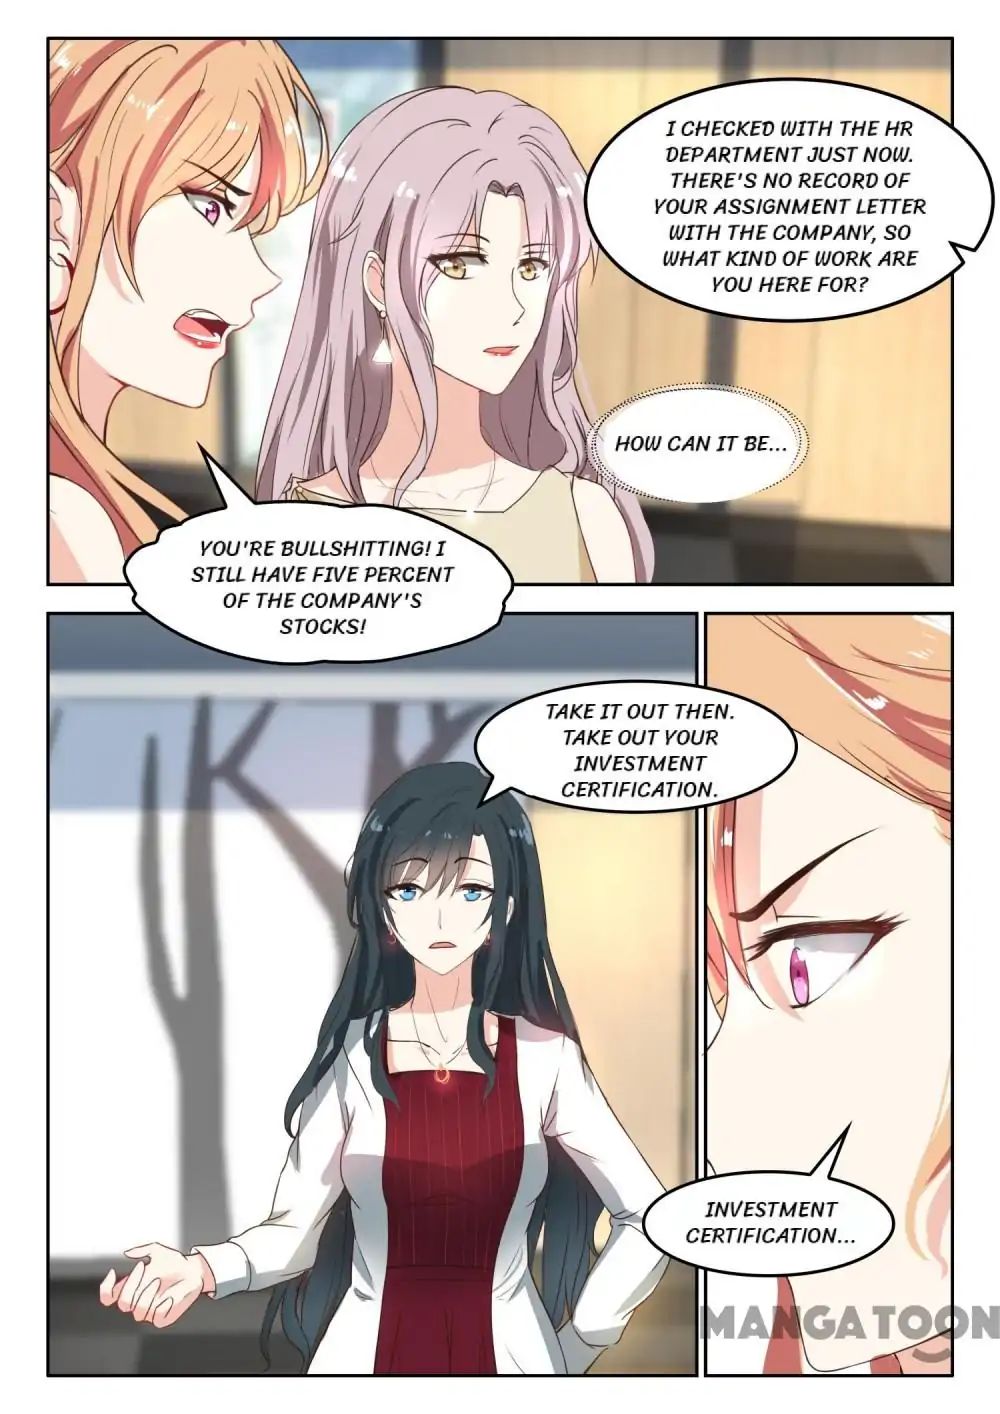 I CHECKED WITH THE HR
DEPARTMENT JUST NOW.
THERE'S NO RECORD OF
YOUR ASSIGNMENT LETTER
WITH THE COMPANY, SO
WHAT KIND OF WORK ARE
YOU HERE FOR?
HOW CAN IT BE...
YOU'RE BULLSHITTING! I
STILL HAVE FIVE PERCENT
OF THE COMPANY'S
STOCKS!
TAKE IT OUT THEN.
TAKE OUT YOUR
INVESTMENT
CERTIFICATION.
INVESTMENT
CERTIFICATION...
MANGATOON